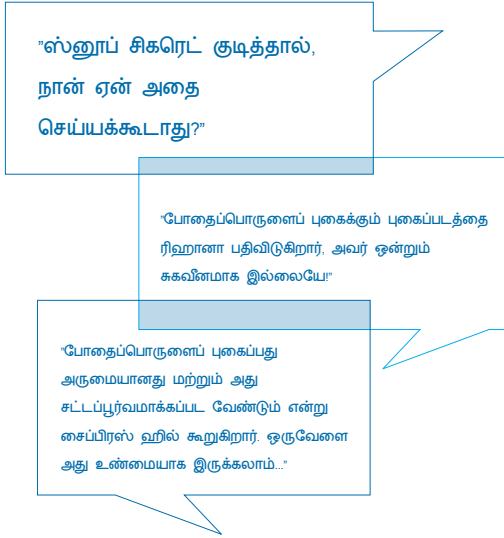 "ஸ்னூப் சிகரெட் குடித்தால்,
நான் ஏன் அதை
செய்யக்கூடாது?"
"போதைப்பொருளைப் புகைக்கும் புகைப்படத்தை
ரிஹானா பதிவிடுகிறார், அவர் ஒன்றும்
சுகவீனமாக இல்லையே!"
"போதைப்பொருளைப் புகைப்பது
அருமையானது மற்றும் அது
சட்டப்பூர்வமாக்கப்பட வேண்டும் என்று
சைப்பிரஸ் ஹில் கூறுகிறார். ஒருவேளை
அது உண்மையாக இருக்கலாம்..."